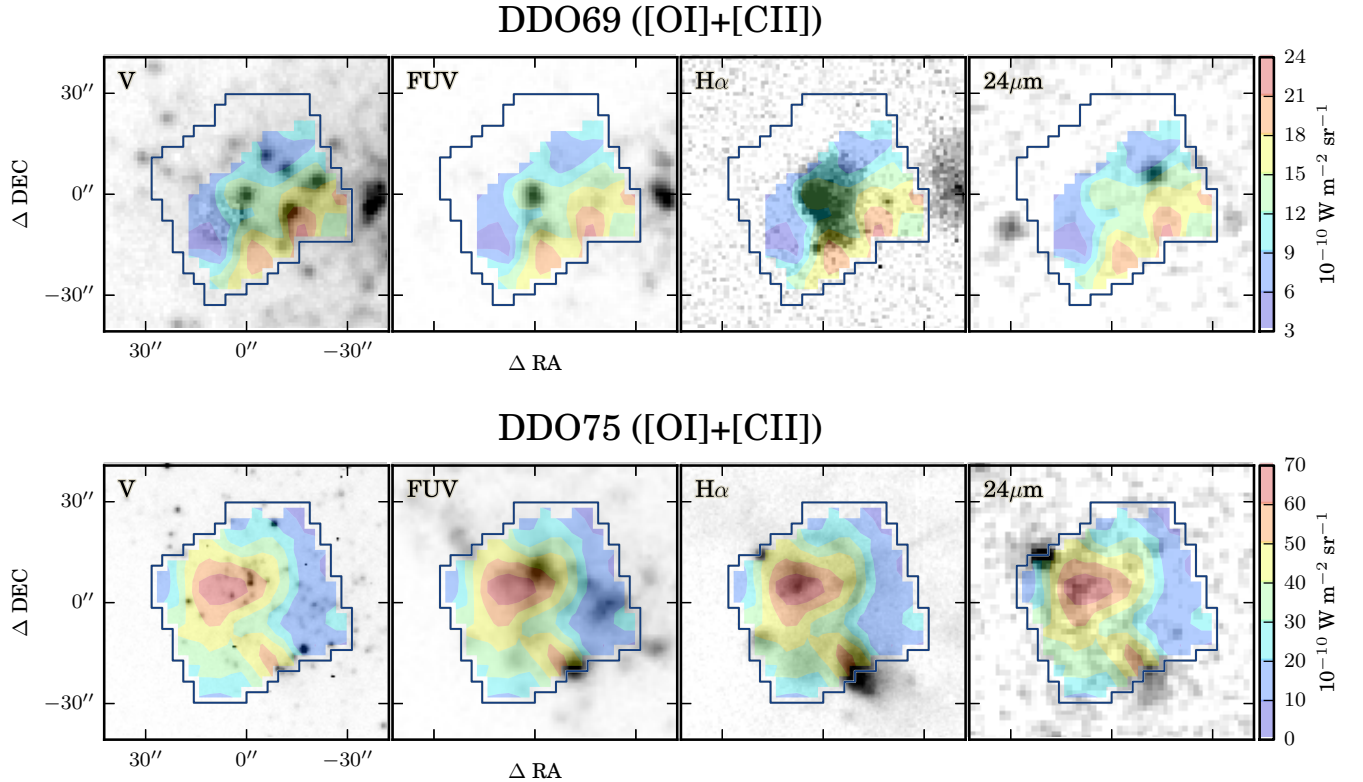 DDO69 ([OI]+[CII])
V
FUV
Hα
24μm
30′′
0′′
−30′′
Δ DEC
30′′
0′′
−30′′
Δ RA
24
21
18
15
12
9
6
3
10⁻¹⁰ W m⁻² sr⁻¹
DDO75 ([OI]+[CII])
V
FUV
Hα
24μm
30′′
0′′
−30′′
Δ DEC
30′′
0′′
−30′′
Δ RA
70
60
50
40
30
20
10
0
10⁻¹⁰ W m⁻² sr⁻¹